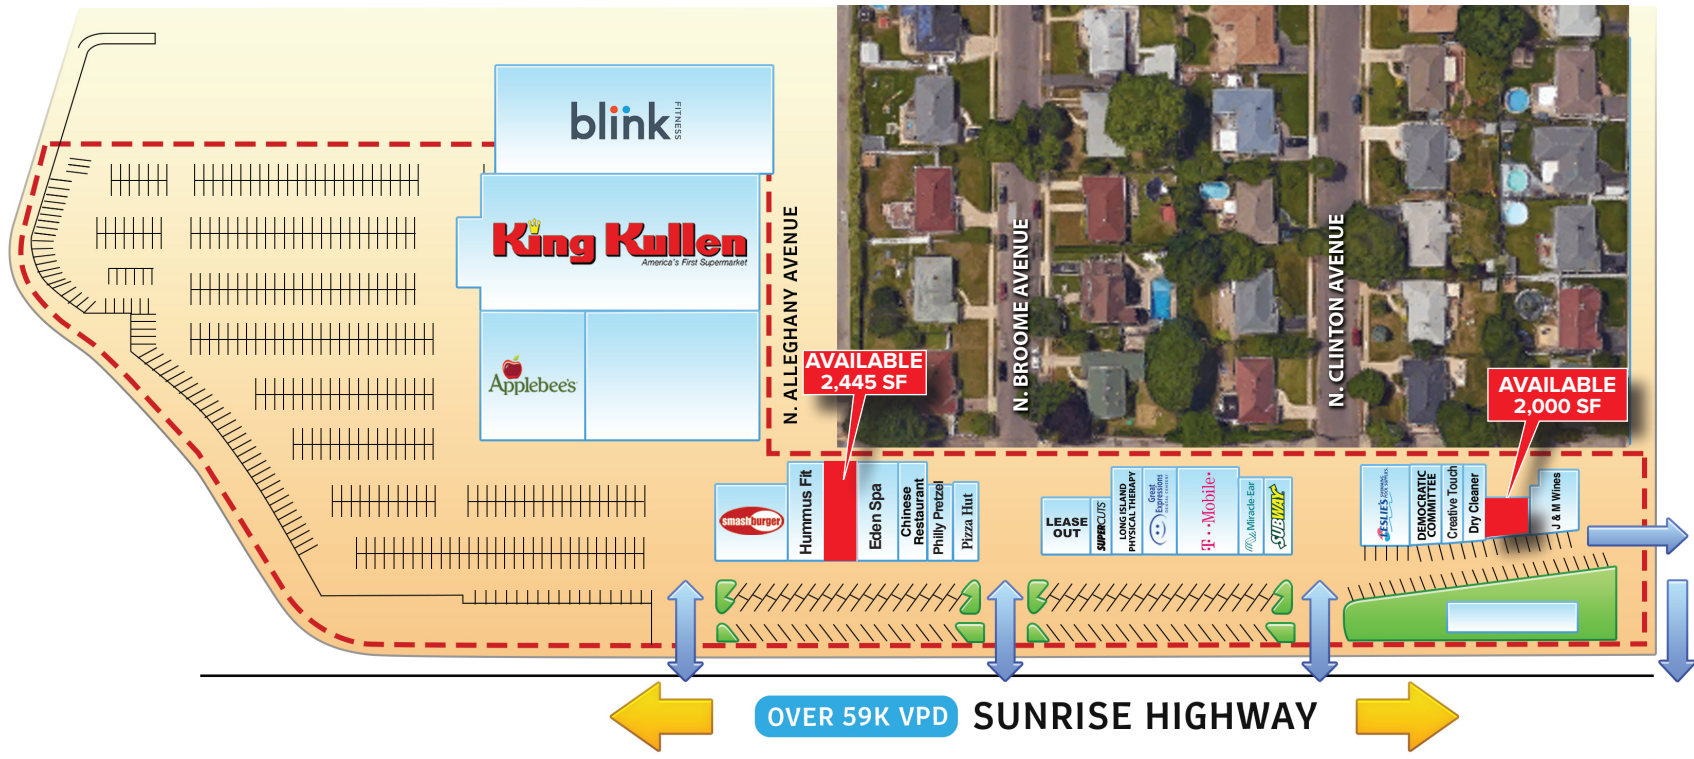 blink
FITNESS
King Kullen
America's First Supermarket
Applebee's
N. ALLEGHANY AVENUE
N. BROOME AVENUE
N. CLINTON AVENUE
AVAILABLE
2,445 SF
AVAILABLE
2,000 SF
smashburger
Hummus Fit
Eden Spa
Chinese
Restaurant
Philly Pretzel
Pizza Hut
LEASE
OUT
SUPERCUTS
LONG ISLAND
PHYSICAL THERAPY
Great
Expressions
DENTAL CENTERS
T··Mobile·
Miracle-Ear
SUBWAY
LESLIE'S
DEMOCRATIC
COMMITTEE
Creative Touch
Dry Cleaner
J & M Wines
OVER 59K VPD
SUNRISE HIGHWAY